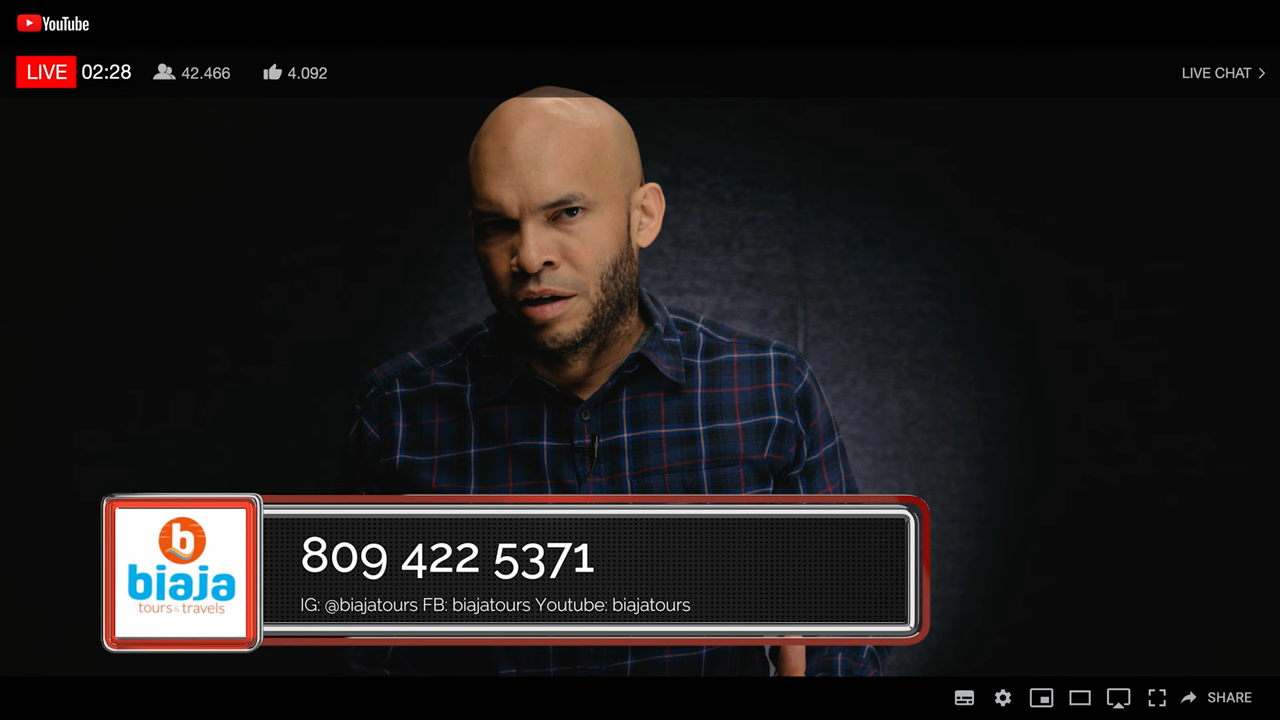 YouTube
LIVE 02:28 42.466 4.092 LIVE CHAT
809 422 5371
b
biaja
tours & travels
IG: @biajatours FB: biajatours Youtube: biajatours
SHARE